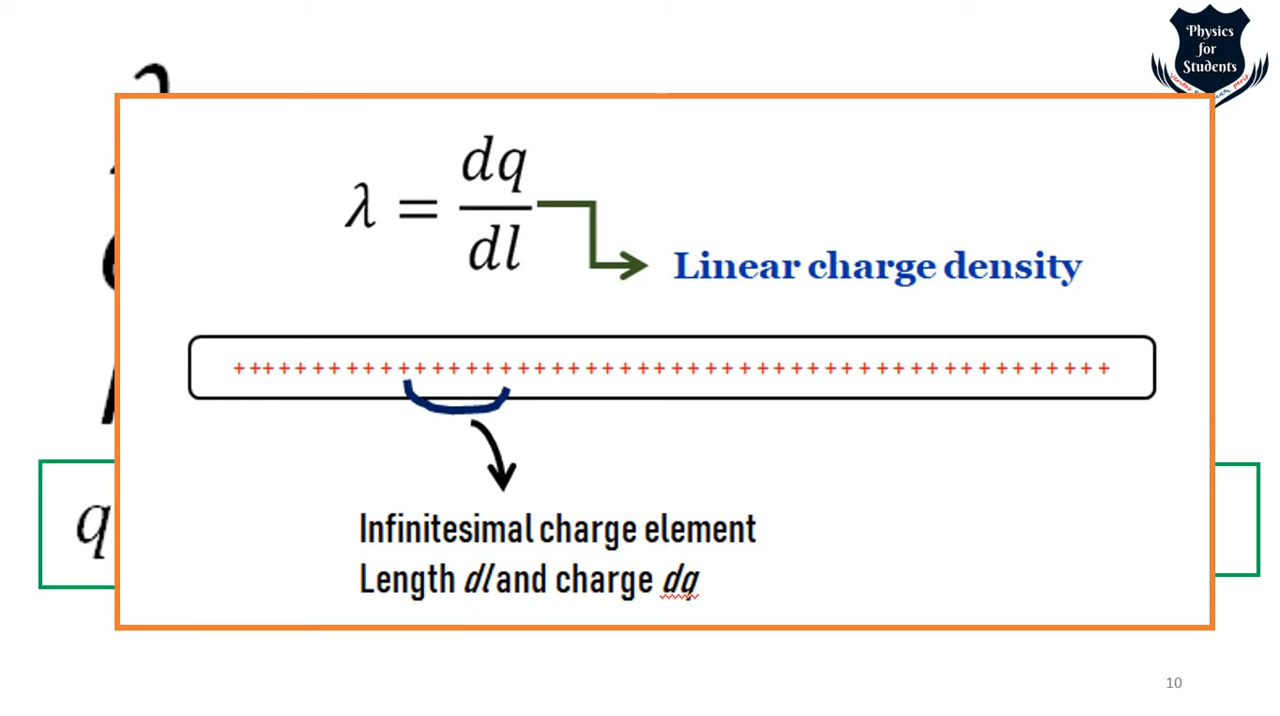 Physics
for
Students
λ = dq/dl
Linear charge density
+++++++++++++++++++++++++++++++++++++++++++++++++++
Infinitesimal charge element
Length dl and charge dq
q
10